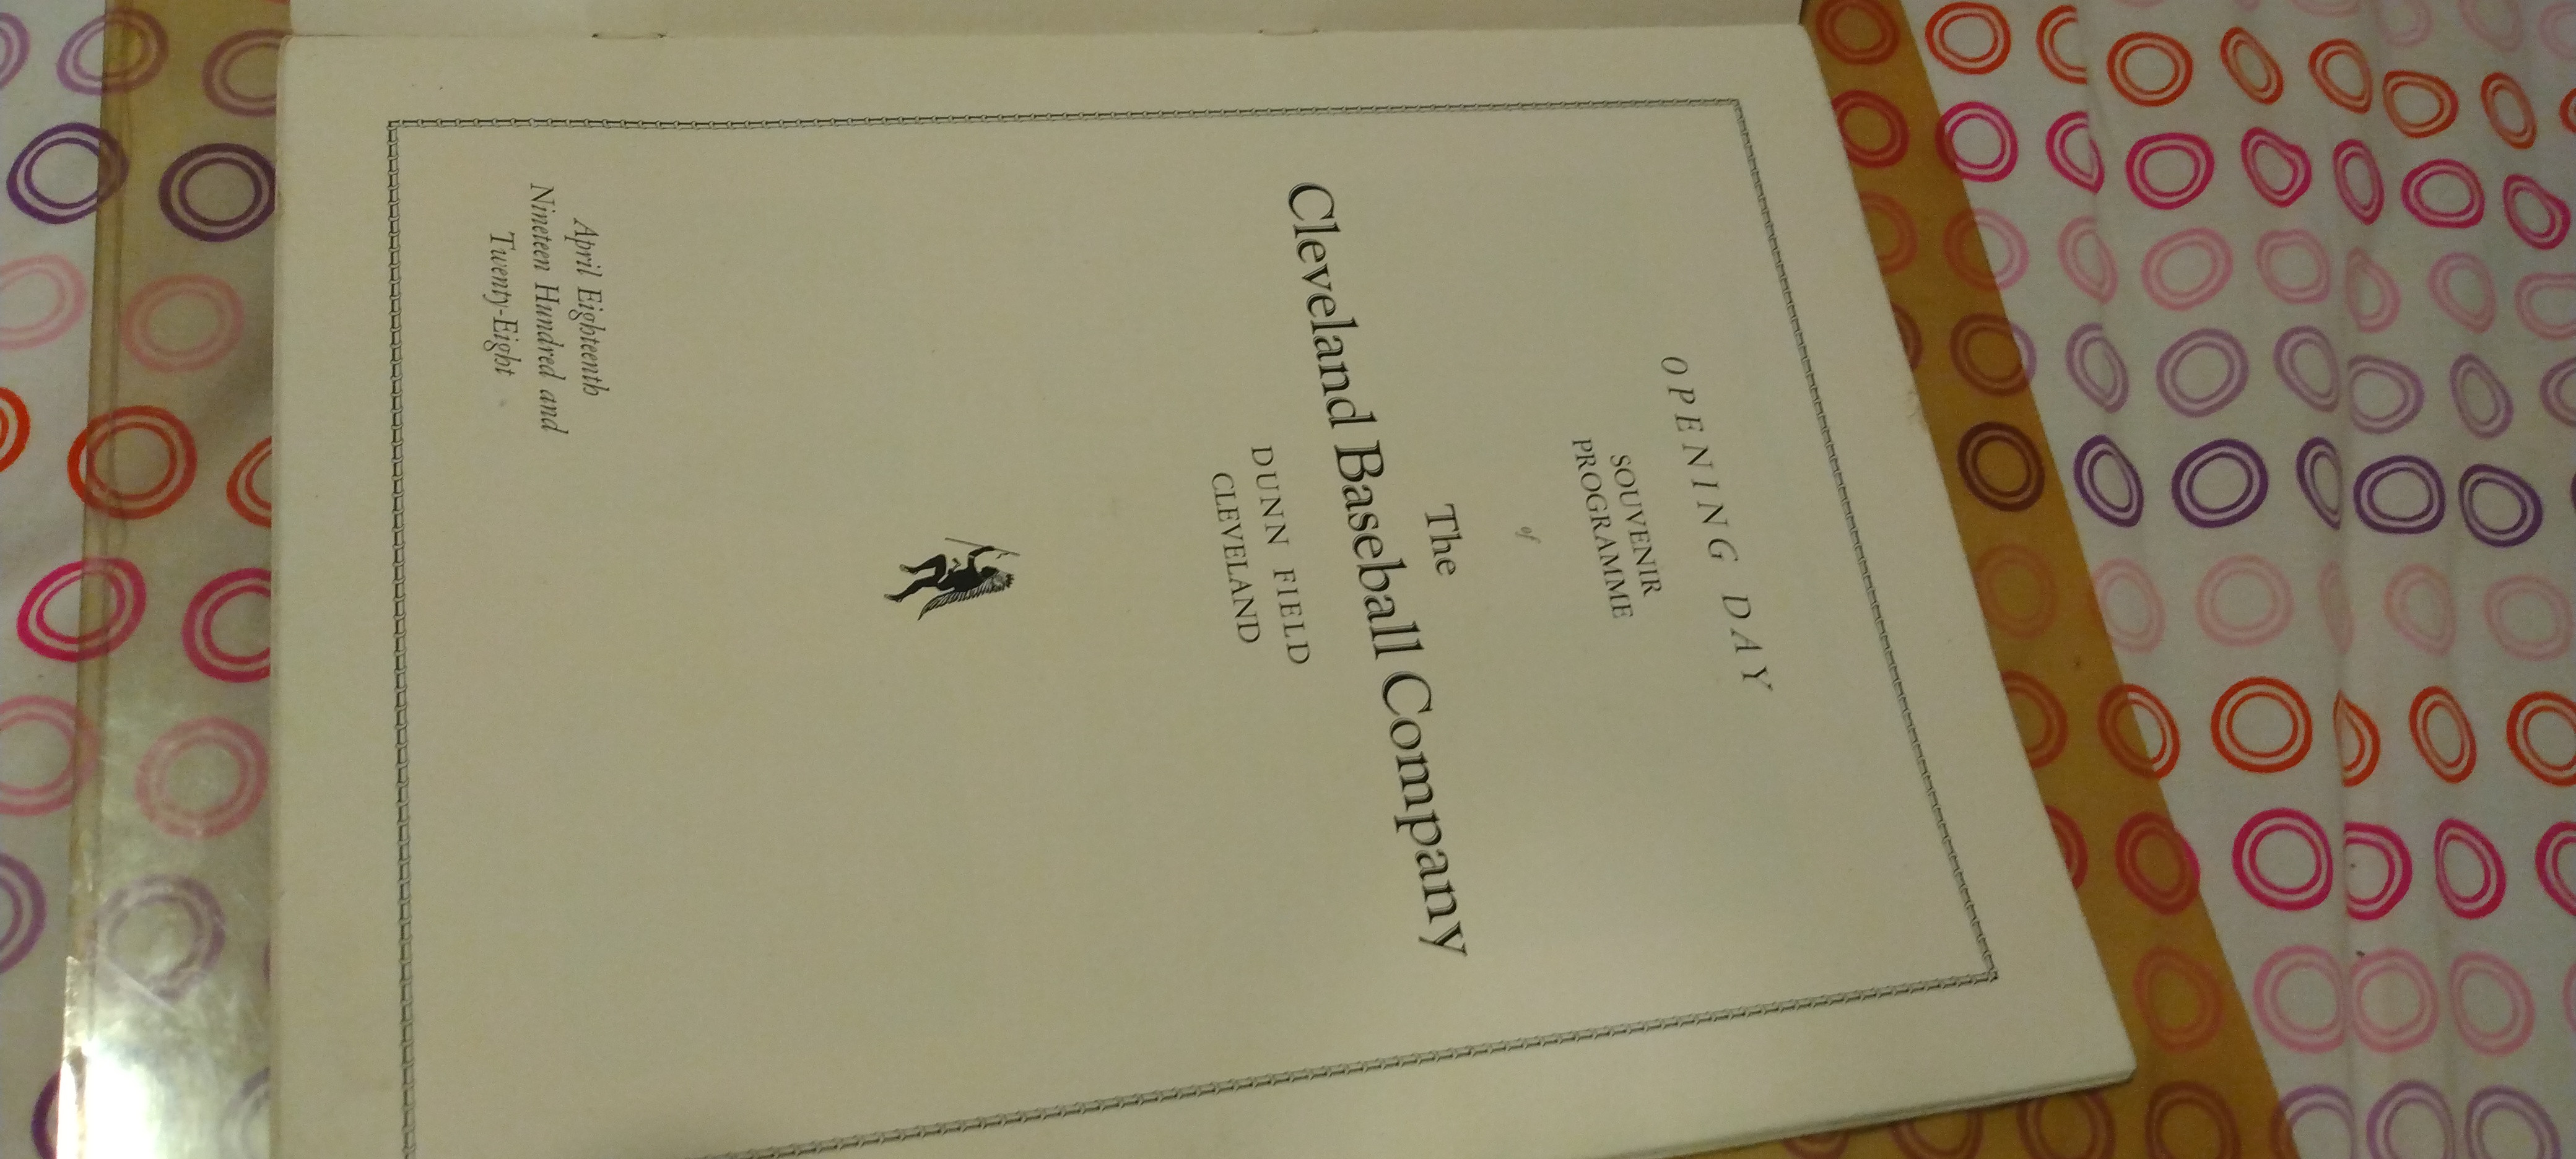 OPENING DAY
SOUVENIR
PROGRAMME
of
The
Cleveland Baseball Company
DUNN FIELD
CLEVELAND
April Eighteenth
Nineteen Hundred and
Twenty-Eight